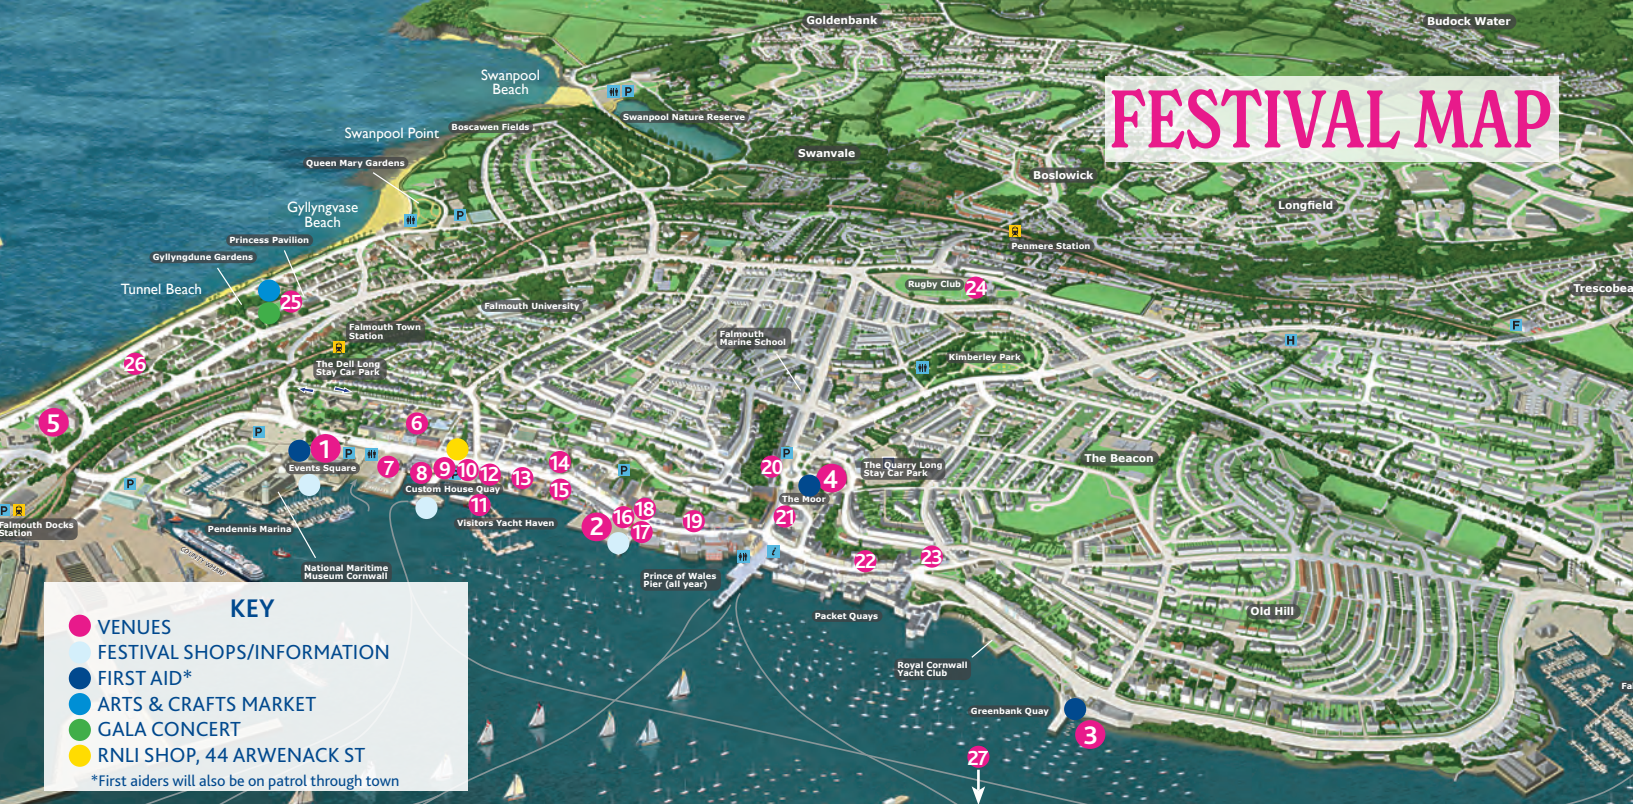 Goldenbank
Budock Water
FESTIVAL MAP
Swanpool
Beach
P
Swanpool Nature Reserve
Boscawen Fields
Swanpool Point
Queen Mary Gardens
Swanvale
Boslowick
Longfield
Gyllyngvase
Beach
P
Princess Pavilion
Gyllyngdune Gardens
Penmere Station
Tunnel Beach
25
Rugby Club
24
Trescobea
Falmouth University
Falmouth Town
Station
Falmouth
Marine School
H
F
26
The Dell Long
Stay Car Park
Kimberley Park
5
6
P
1
P
Events Square
7
8
9
10
12
13
14
15
11
Custom House Quay
Visitors Yacht Haven
P
20
P
4
The Quarry Long
Stay Car Park
The Moor
21
The Beacon
P
P
Falmouth Docks
Station
Pendennis Marina
COUNTY WHARF
National Maritime
Museum Cornwall
2
16
18
17
19
i
22
23
Prince of Wales
Pier (all year)
Packet Quays
Old Hill
Royal Cornwall
Yacht Club
Greenbank Quay
3
27
Fa
KEY
VENUES
FESTIVAL SHOPS/INFORMATION
FIRST AID*
ARTS & CRAFTS MARKET
GALA CONCERT
RNLI SHOP, 44 ARWENACK ST
*First aiders will also be on patrol through town